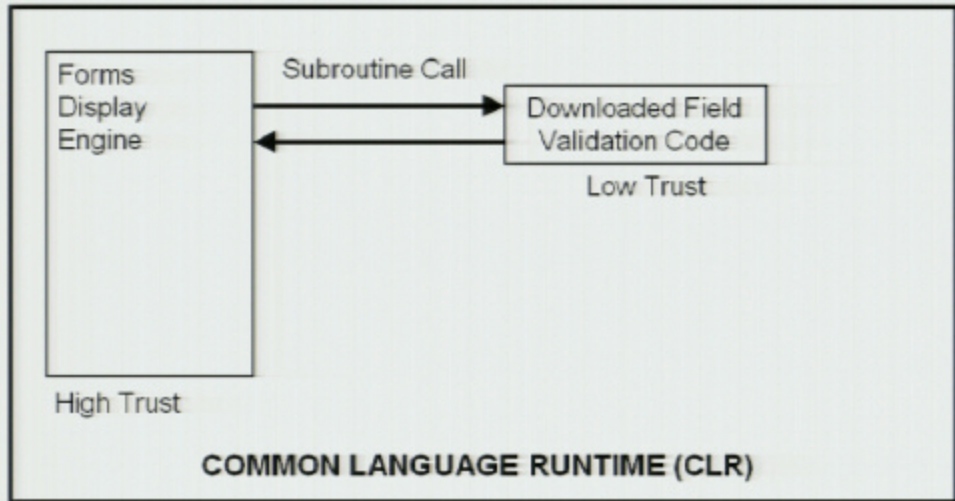 Forms
Display
Engine
Subroutine Call
Downloaded Field
Validation Code
Low Trust
High Trust
COMMON LANGUAGE RUNTIME (CLR)